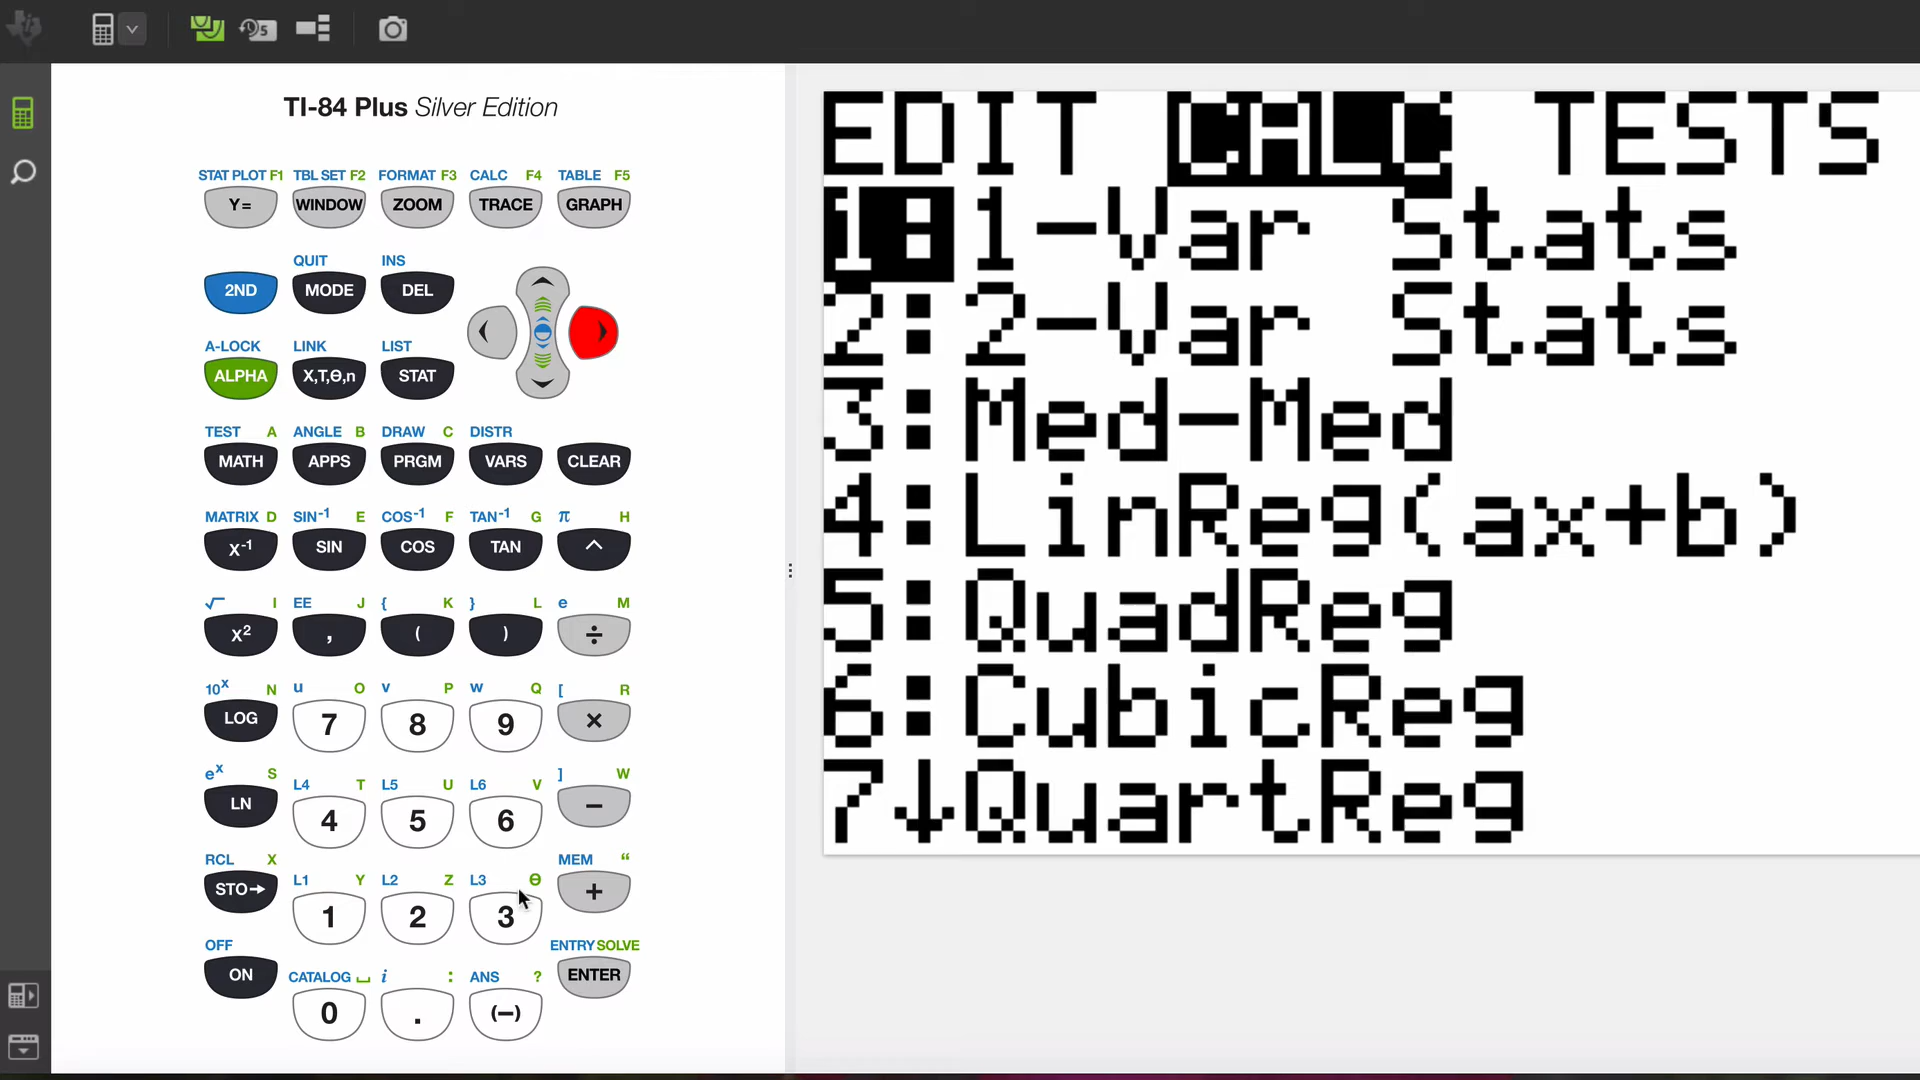 TI-84 Plus Silver Edition
STAT PLOT F1 TBL SET F2 FORMAT F3 CALC F4 TABLE F5
Y= WINDOW ZOOM TRACE GRAPH
QUIT INS
2ND MODE DEL
A-LOCK LINK LIST
ALPHA X,T,Θ,n STAT
TEST A ANGLE B DRAW C DISTR
MATH APPS PRGM VARS CLEAR
MATRIX D SIN-1 E COS-1 F TAN-1 G π H
X-1 SIN COS TAN ^
√ I EE J { K } L e M
X² , ( ) ÷
10x N u O v P w Q [ R
LOG 7 8 9 ×
ex S L4 T L5 U L6 V ] W
LN 4 5 6 −
RCL X L1 Y L2 Z L3 Θ MEM “
STO→ 1 2 3 +
OFF CATALOG ⎵ i : ANS ? ENTRY SOLVE
ON 0 . (−) ENTER
EDIT CALC TESTS
1:1-Var Stats
2:2-Var Stats
3:Med-Med
4:LinReg(ax+b)
5:QuadReg
6:CubicReg
7↓QuartReg